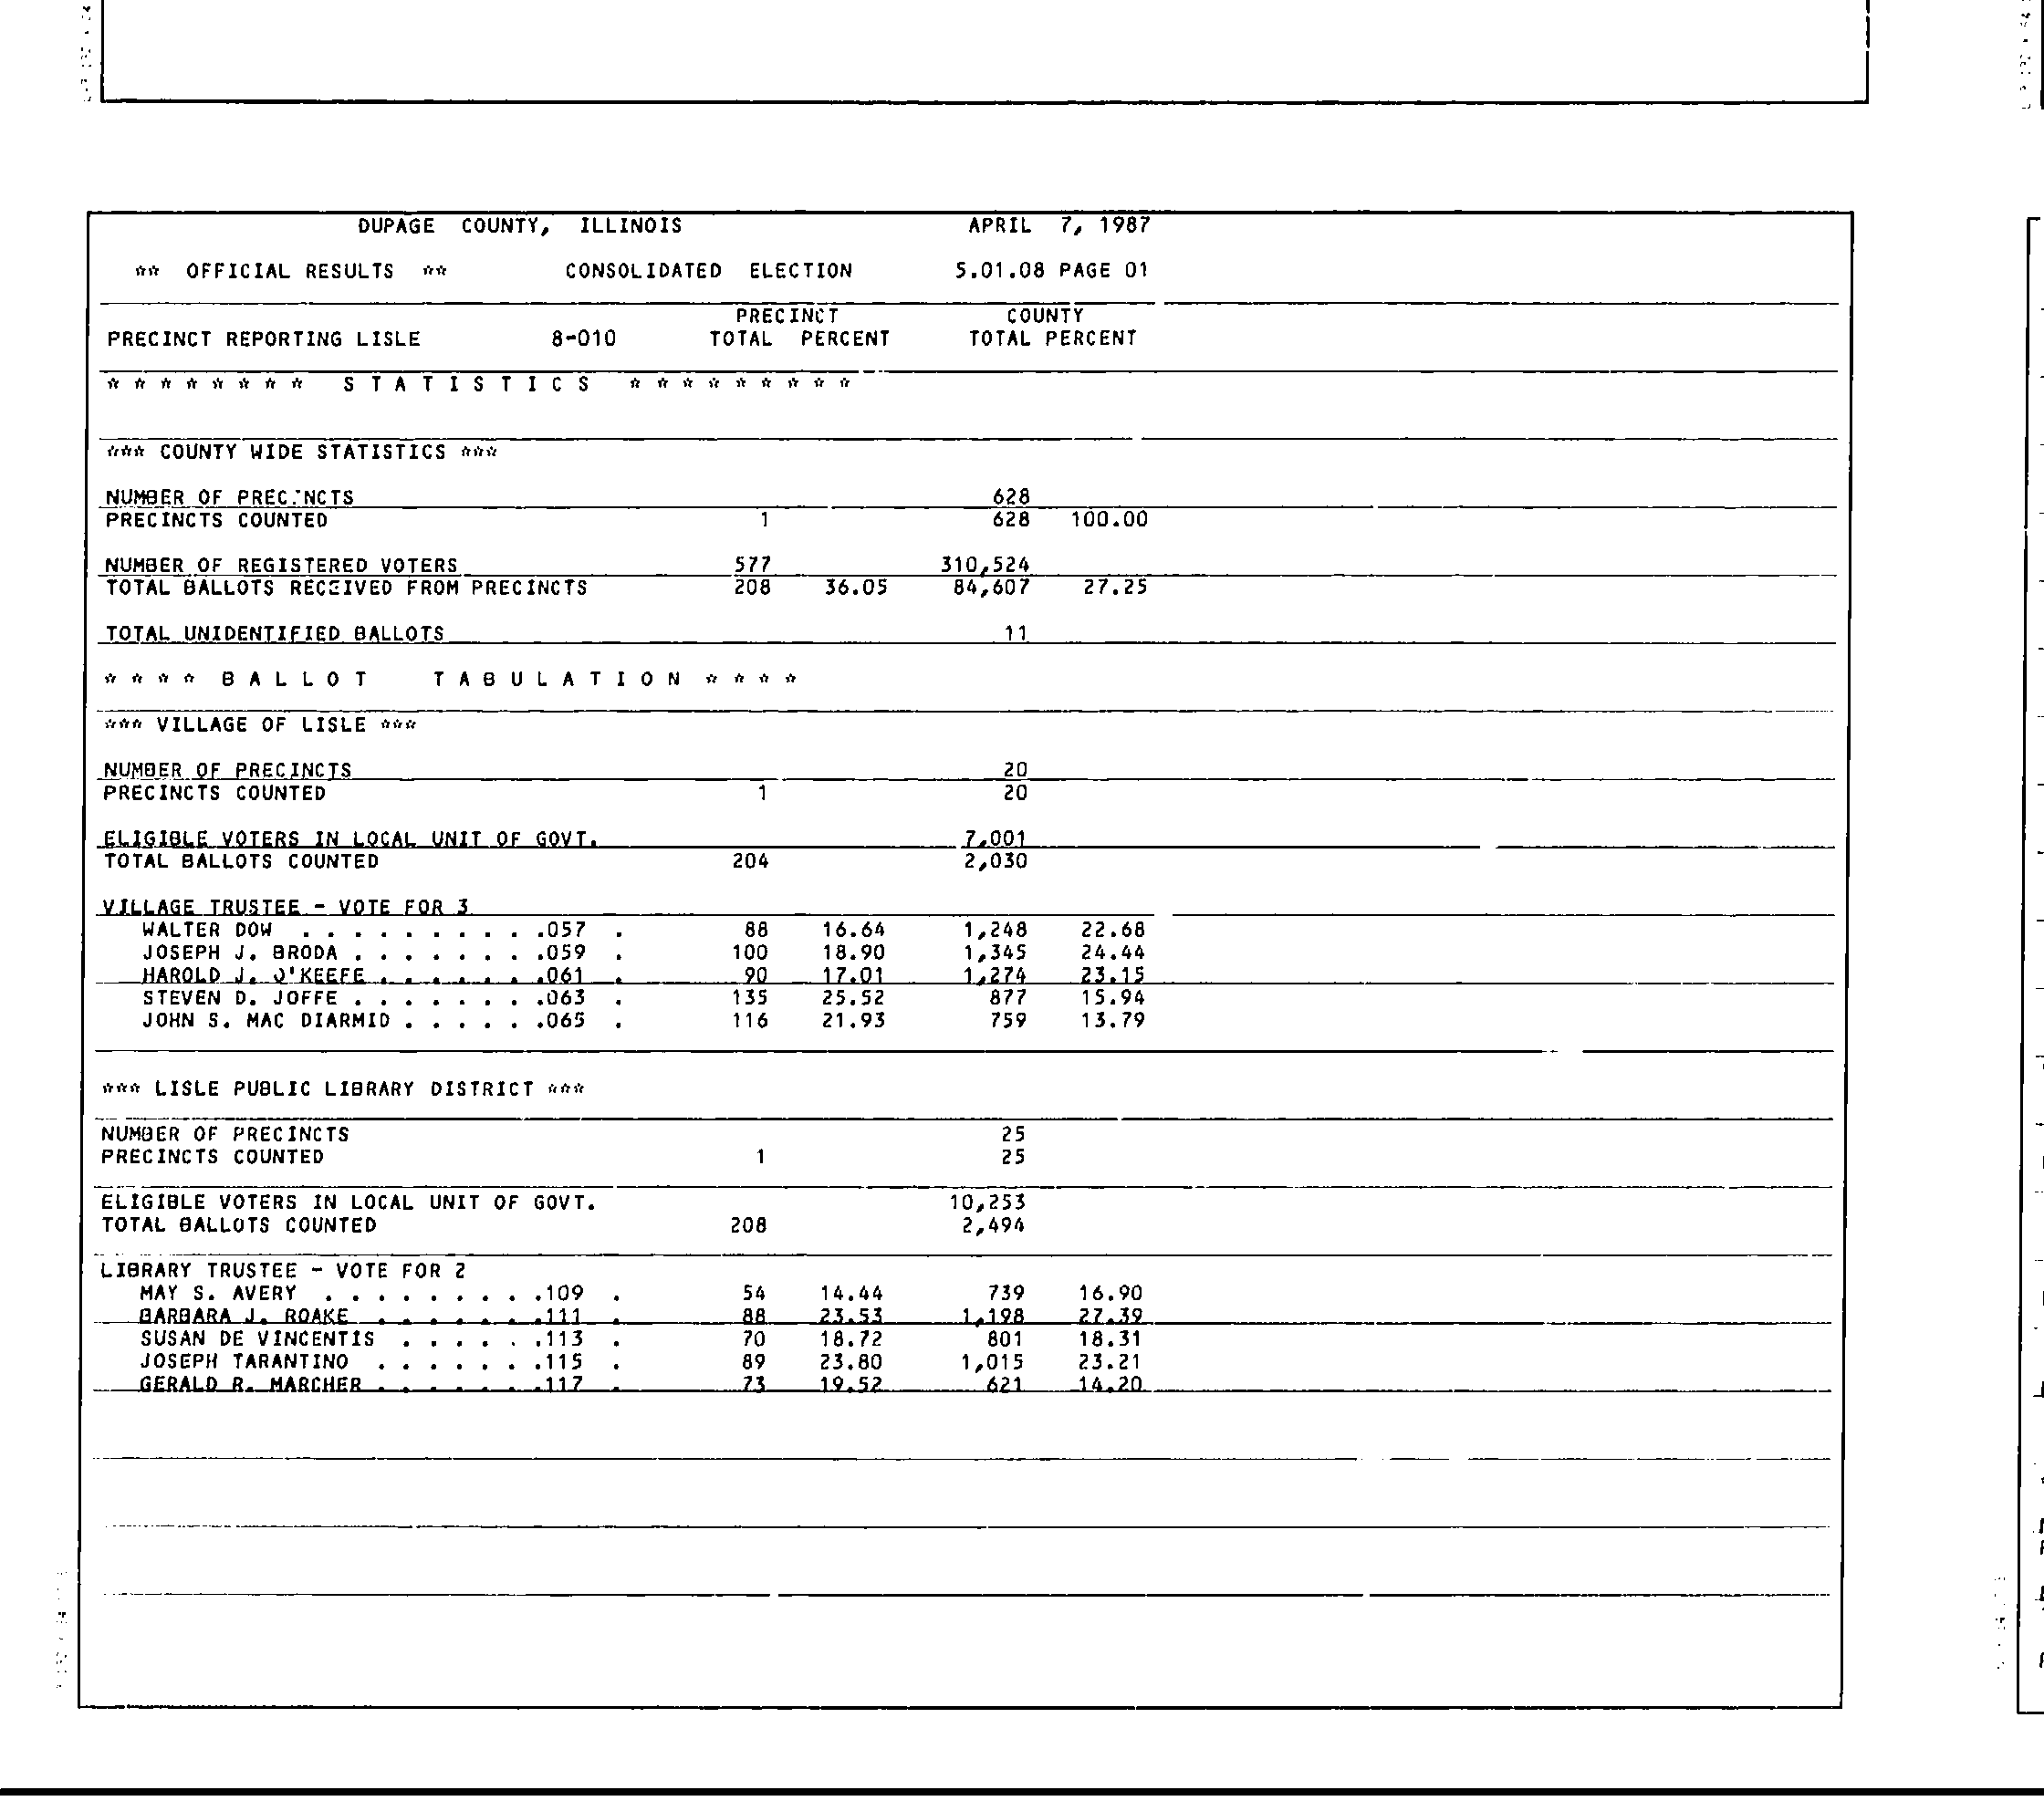 DUPAGE COUNTY, ILLINOIS APRIL 7, 1987
** OFFICIAL RESULTS ** CONSOLIDATED ELECTION 5.01.08 PAGE 01
PRECINCT COUNTY
PRECINCT REPORTING LISLE 8-010 TOTAL PERCENT TOTAL PERCENT
* * * * * * * * S T A T I S T I C S * * * * * * * * *
*** COUNTY WIDE STATISTICS ***
NUMBER OF PRECINCTS 628
PRECINCTS COUNTED 1 628 100.00
NUMBER OF REGISTERED VOTERS 577 310,524
TOTAL BALLOTS RECEIVED FROM PRECINCTS 208 36.05 84,607 27.25
TOTAL UNIDENTIFIED BALLOTS 11
* * * * B A L L O T T A B U L A T I O N * * * *
*** VILLAGE OF LISLE ***
NUMBER OF PRECINCTS 20
PRECINCTS COUNTED 1 20
ELIGIBLE VOTERS IN LOCAL UNIT OF GOVT. 7,001
TOTAL BALLOTS COUNTED 204 2,030
VILLAGE TRUSTEE - VOTE FOR 3
WALTER DOW . . . . . . . . . .057 . 88 16.64 1,248 22.68
JOSEPH J. BRODA . . . . . . . .059 . 100 18.90 1,345 24.44
HAROLD J. O'KEEFE . . . . . . .061 . 90 17.01 1,274 23.15
STEVEN D. JOFFE . . . . . . . .063 . 135 25.52 877 15.94
JOHN S. MAC DIARMID . . . . . .065 . 116 21.93 759 13.79
*** LISLE PUBLIC LIBRARY DISTRICT ***
NUMBER OF PRECINCTS 25
PRECINCTS COUNTED 1 25
ELIGIBLE VOTERS IN LOCAL UNIT OF GOVT. 10,253
TOTAL BALLOTS COUNTED 208 2,494
LIBRARY TRUSTEE - VOTE FOR 2
MAY S. AVERY . . . . . . . . .109 . 54 14.44 739 16.90
BARBARA J. ROAKE . . . . . . .111 . 88 23.53 1,198 27.39
SUSAN DE VINCENTIS . . . . . .113 . 70 18.72 801 18.31
JOSEPH TARANTINO . . . . . . .115 . 89 23.80 1,015 23.21
GERALD R. MARCHER . . . . . . .117 . 73 19.52 621 14.20